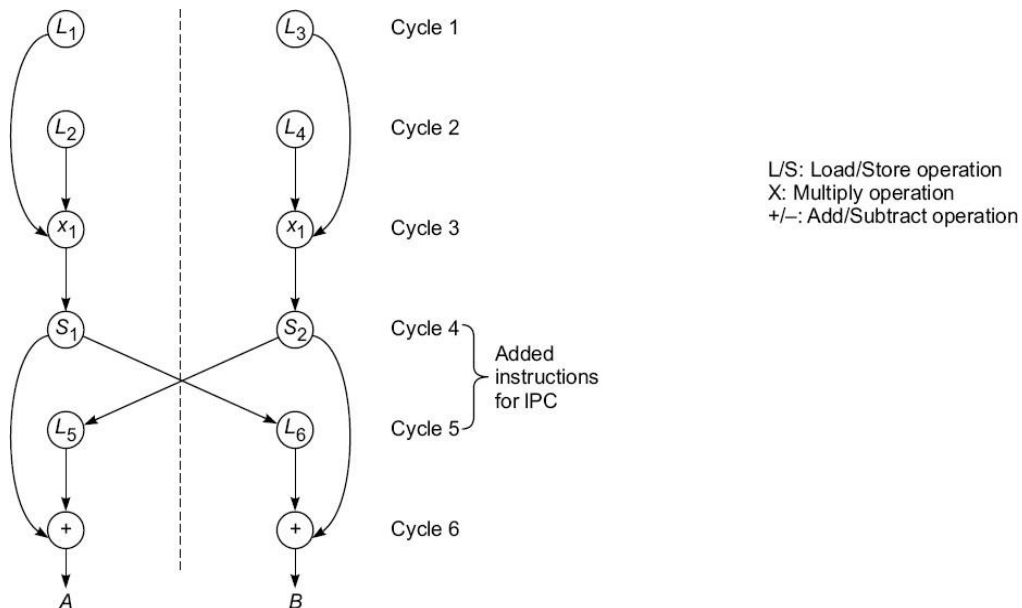 L1 L3 Cycle 1
L2 L4 Cycle 2
L/S: Load/Store operation
X: Multiply operation
+/–: Add/Subtract operation
x1 x1 Cycle 3
S1 S2 Cycle 4
Added
instructions
for IPC
L5 L6 Cycle 5
+ + Cycle 6
A B